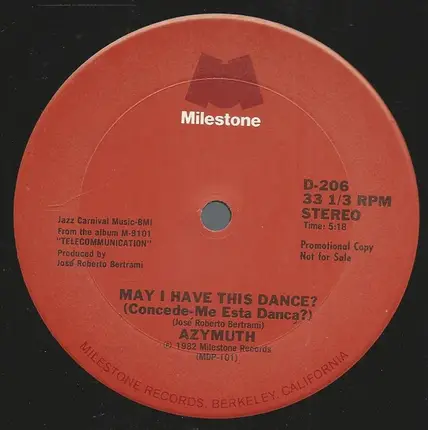 Milestone
Jazz Carnival Music-BMI
From the album M-9101
"TELECOMMUNICATION"
Produced by
José Roberto Bertrami
D-206
33 1/3 RPM
STEREO
Time: 5:18
Promotional Copy
Not for Sale
MAY I HAVE THIS DANCE?
(Concede-Me Esta Dança?)
(José Roberto Bertrami)
AZYMUTH
℗ 1982 Milestone Records
(MDP-101)
MILESTONE RECORDS, BERKELEY, CALIFORNIA